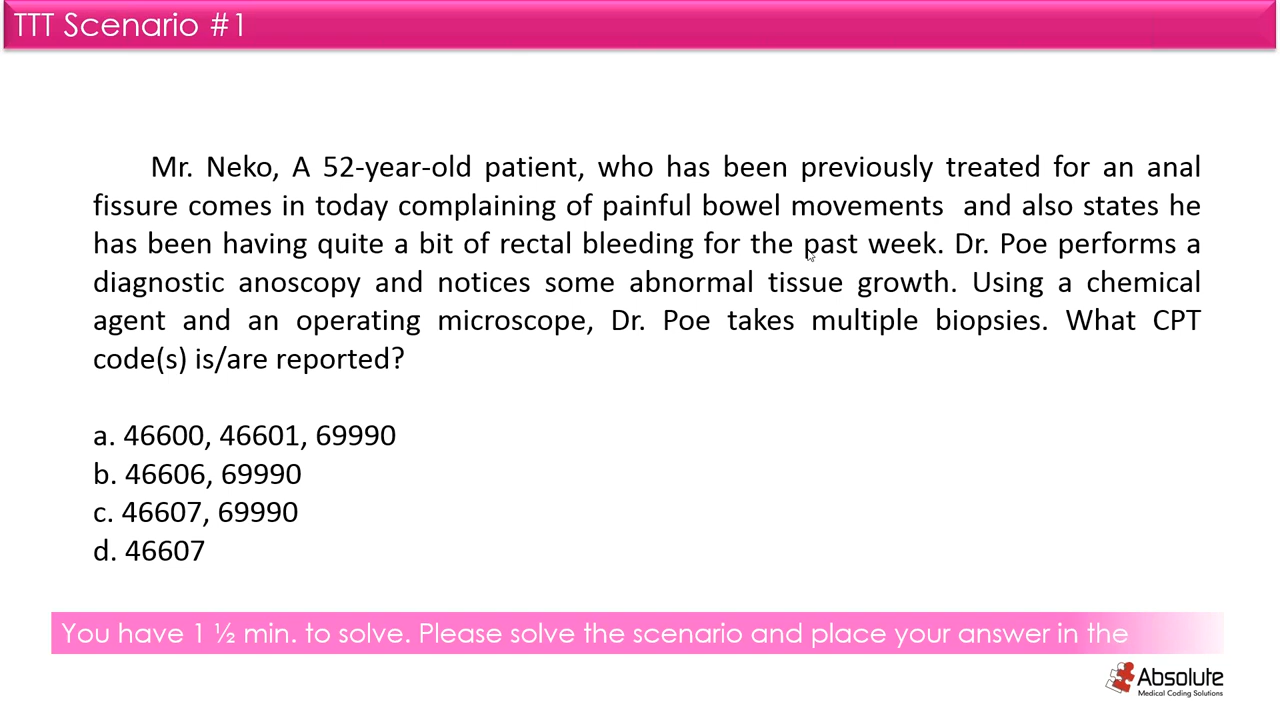 TTT Scenario #1
Mr. Neko, A 52-year-old patient, who has been previously treated for an anal
fissure comes in today complaining of painful bowel movements and also states he
has been having quite a bit of rectal bleeding for the past week. Dr. Poe performs a
diagnostic anoscopy and notices some abnormal tissue growth. Using a chemical
agent and an operating microscope, Dr. Poe takes multiple biopsies. What CPT
code(s) is/are reported?
a. 46600, 46601, 69990
b. 46606, 69990
c. 46607, 69990
d. 46607
You have 1 ½ min. to solve. Please solve the scenario and place your answer in the
Absolute
Medical Coding Solutions